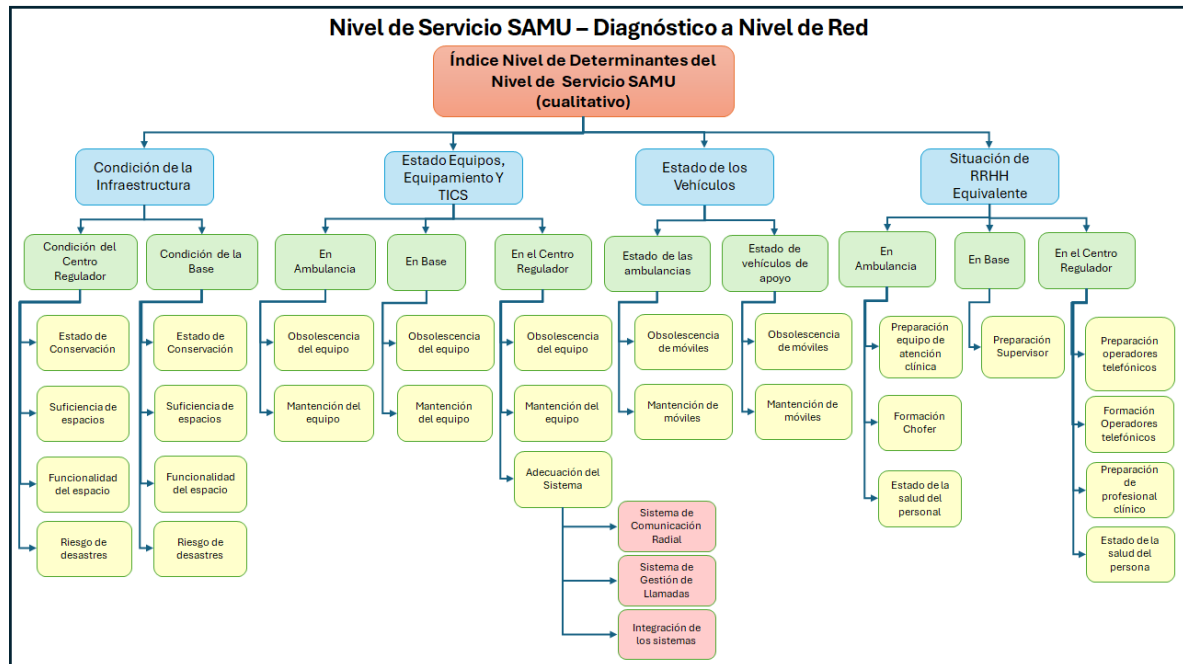 Nivel de Servicio SAMU – Diagnóstico a Nivel de Red
Índice Nivel de Determinantes del
Nivel de Servicio SAMU
(cualitativo)
Condición de la
Infraestructura
Estado Equipos,
Equipamiento Y
TICS
Estado de los
Vehículos
Situación de
RRHH
Equivalente
Condición del
Centro
Regulador
Condición de la
Base
En
Ambulancia
En Base
En el Centro
Regulador
Estado de las
ambulancias
Estado de
vehículos de
apoyo
En
Ambulancia
En Base
En el Centro
Regulador
Estado de
Conservación
Suficiencia de
espacios
Funcionalidad
del espacio
Riesgo de
desastres
Estado de
Conservación
Suficiencia de
espacios
Funcionalidad
del espacio
Riesgo de
desastres
Obsolescencia
del equipo
Mantención del
equipo
Obsolescencia
del equipo
Mantención
del equipo
Obsolescencia
del equipo
Mantención del
equipo
Adecuación del
Sistema
Sistema de
Comunicación
Radial
Sistema de
Gestión de
Llamadas
Integración de
los sistemas
Obsolescencia
de móviles
Mantención de
móviles
Obsolescencia
de móviles
Mantención de
móviles
Preparación
equipo de
atención
clínica
Formación
Chofer
Estado de la
salud del
personal
Preparación
Supervisor
Preparación
operadores
telefónicos
Formación
Operadores
telefónicos
Preparación
de
profesional
clínico
Estado de la
salud del
persona